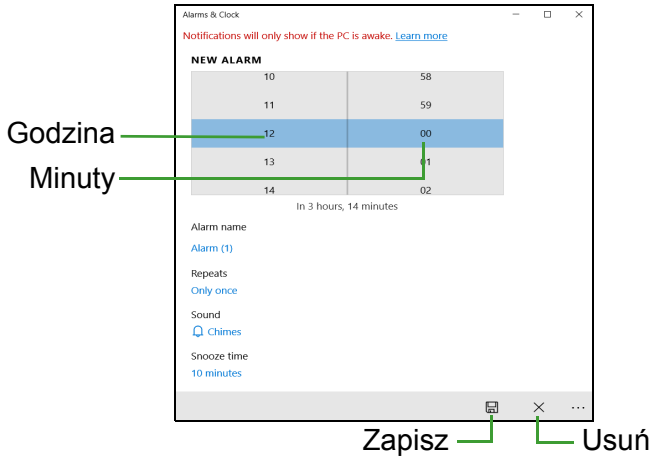 Alarms & Clock
Notifications will only show if the PC is awake. Learn more
NEW ALARM
10 58
11 59
Godzina 12 00
Minuty 13 01
14 02
In 3 hours, 14 minutes
Alarm name
Alarm (1)
Repeats
Only once
Sound
Chimes
Snooze time
10 minutes
...
Zapisz Usuń